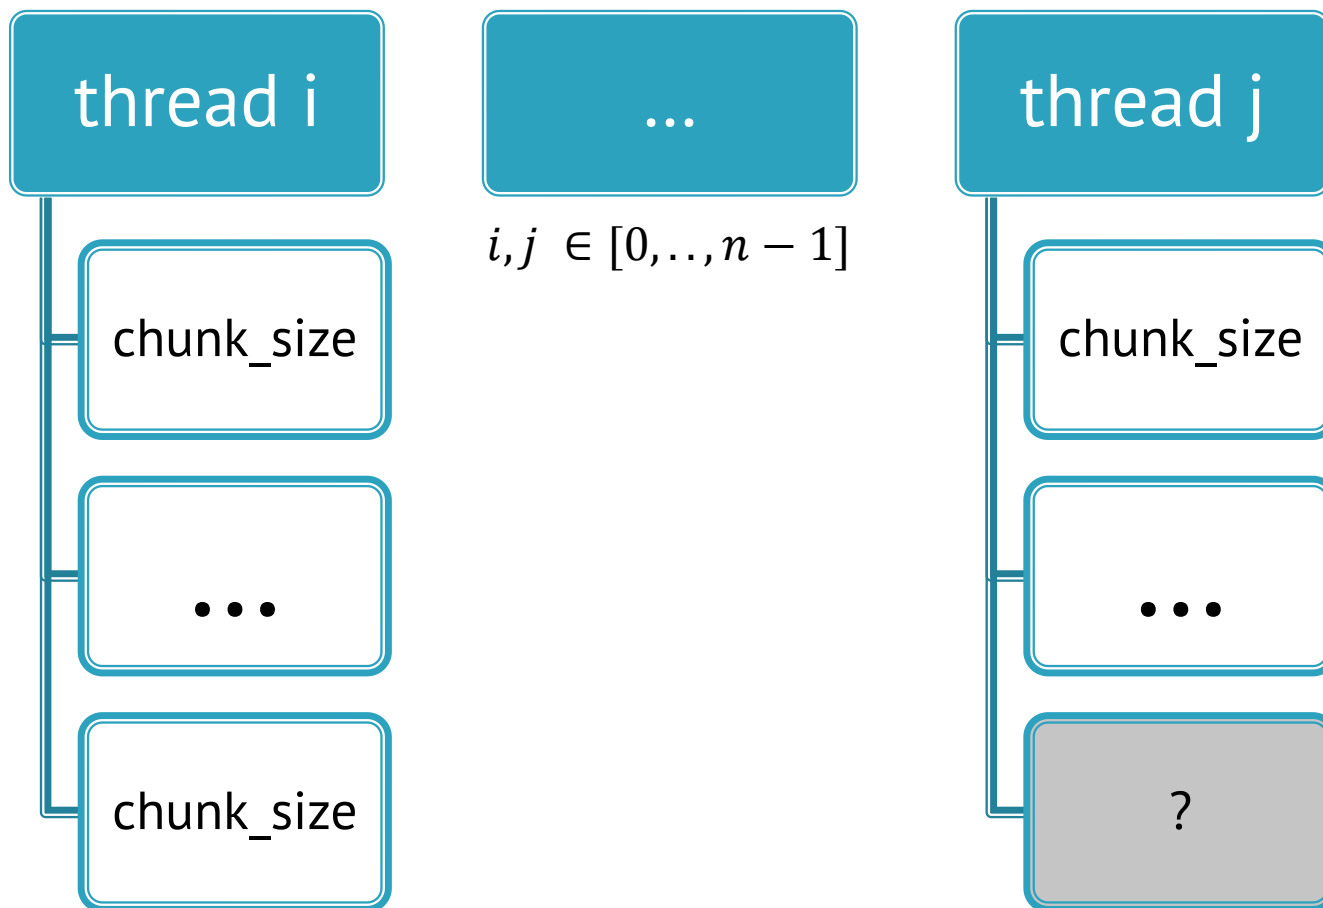 thread i
...
thread j
i, j ∈ [0, . . , n − 1]
chunk_size
chunk_size
...
...
chunk_size
?